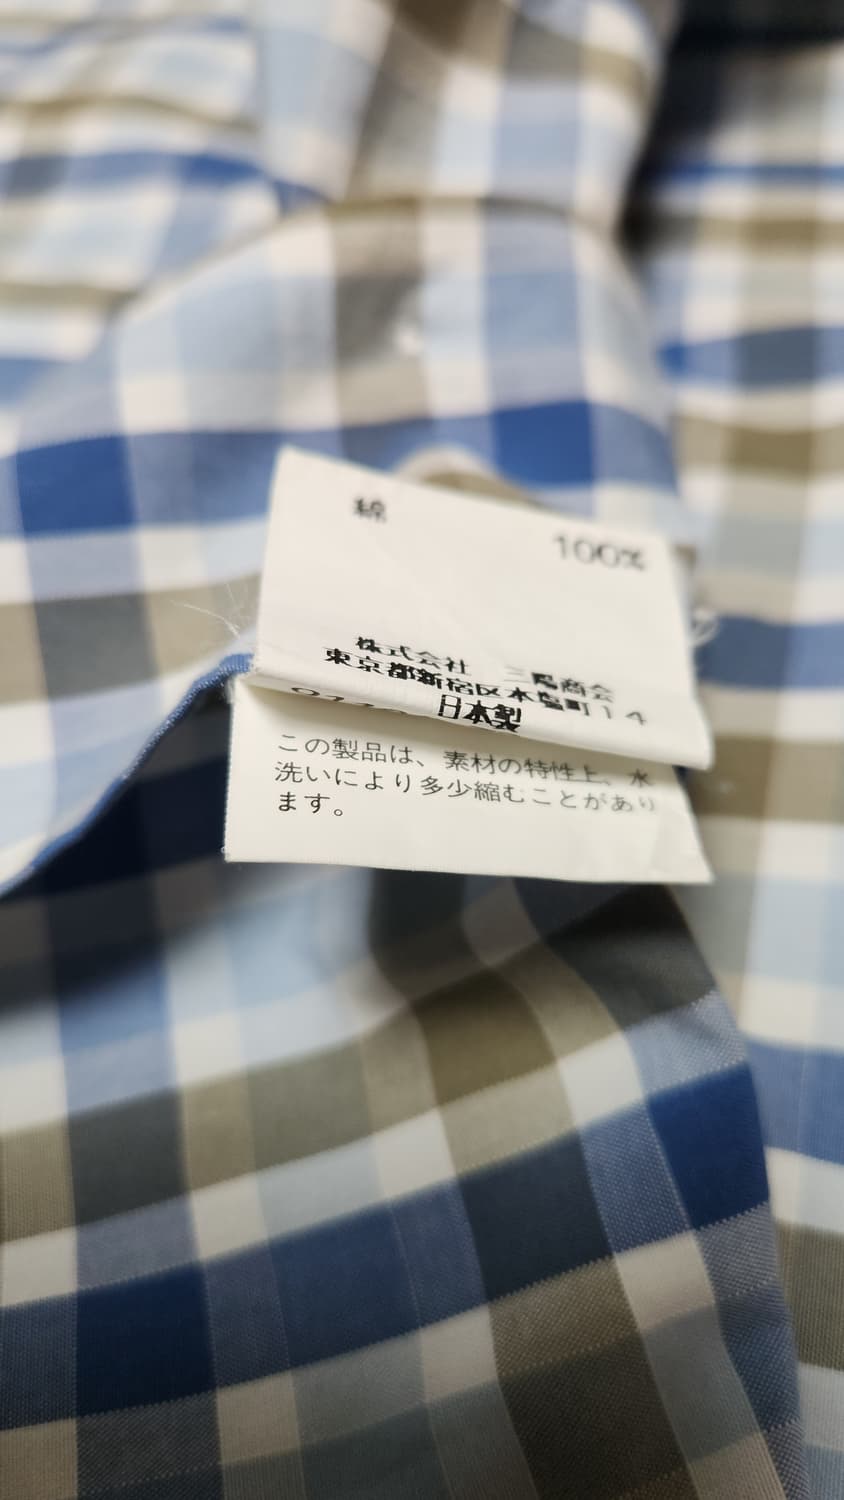 綿 100%
株式会社 三陽商会
東京都新宿区本塩町14
日本製
この製品は、素材の特性上、水
洗いにより多少縮むことがあり
ます。